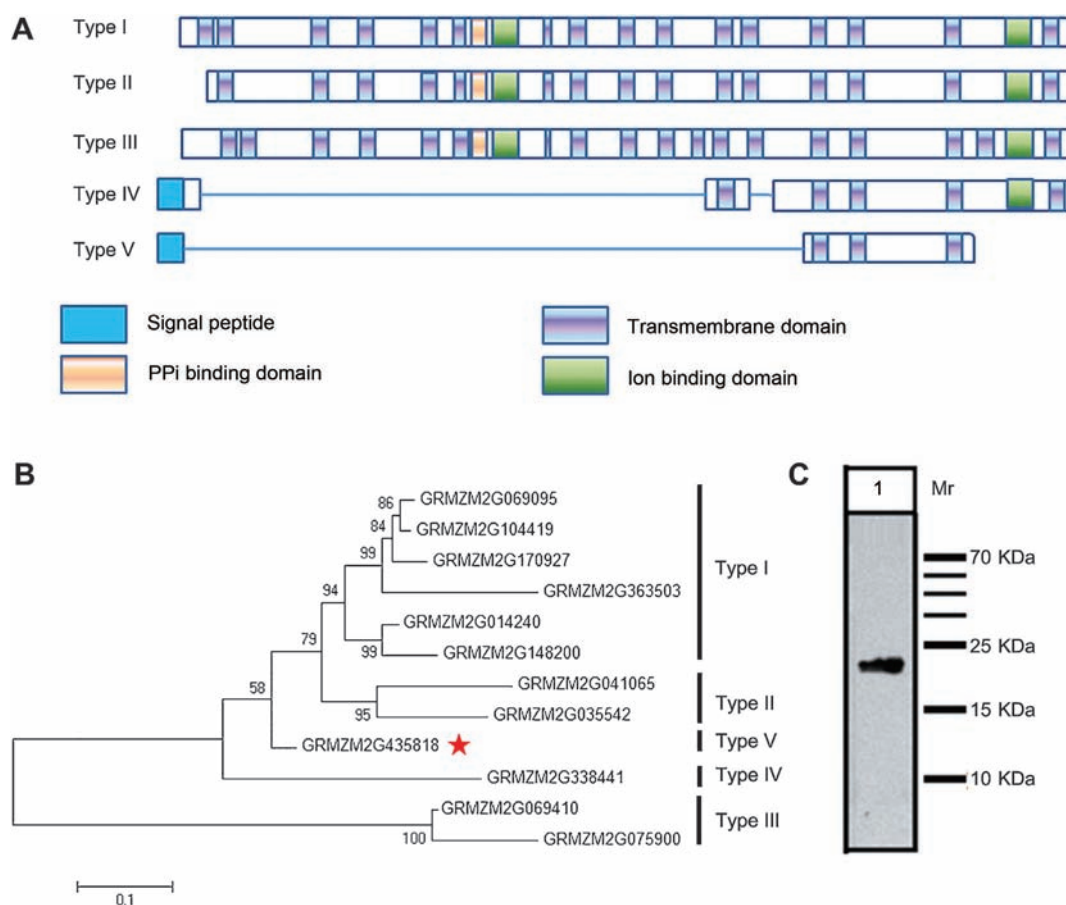 A
Type I
Type II
Type III
Type IV
Type V
Signal peptide
Transmembrane domain
PPi binding domain
Ion binding domain
B
GRMZM2G069095
86
GRMZM2G104419
84
GRMZM2G170927
99
GRMZM2G363503
94
GRMZM2G014240
99
GRMZM2G148200
79
GRMZM2G041065
95
GRMZM2G035542
58
GRMZM2G435818
GRMZM2G338441
GRMZM2G069410
100
GRMZM2G075900
Type I
Type II
Type V
Type IV
Type III
0.1
C
1 Mr
70 KDa
25 KDa
15 KDa
10 KDa